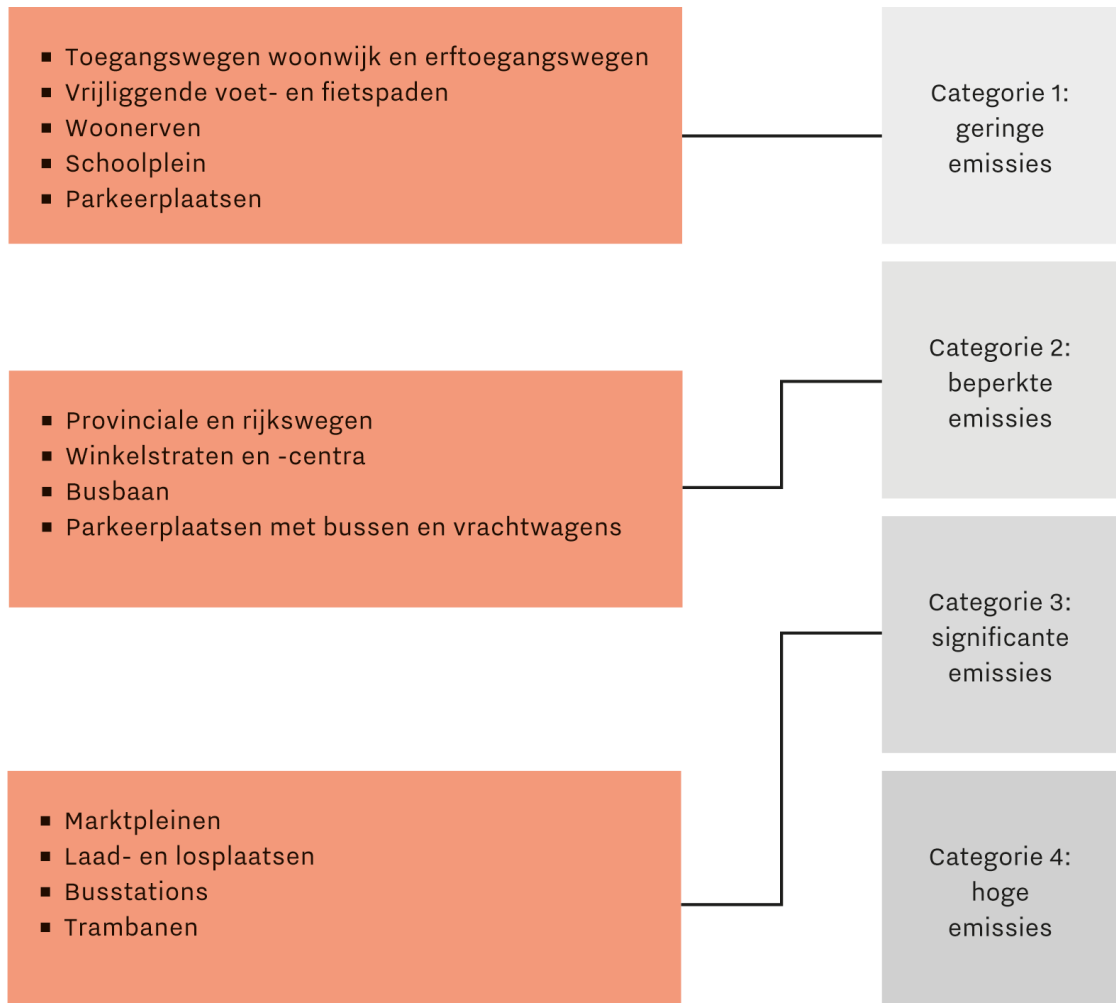 ▪ Toegangswegen woonwijk en erftoegangswegen
▪ Vrijliggende voet- en fietspaden
▪ Woonerven
▪ Schoolplein
▪ Parkeerplaatsen
Categorie 1:
geringe
emissies
▪ Provinciale en rijkswegen
▪ Winkelstraten en -centra
▪ Busbaan
▪ Parkeerplaatsen met bussen en vrachtwagens
Categorie 2:
beperkte
emissies
▪ Marktpleinen
▪ Laad- en losplaatsen
▪ Busstations
▪ Trambanen
Categorie 3:
significante
emissies
Categorie 4:
hoge
emissies